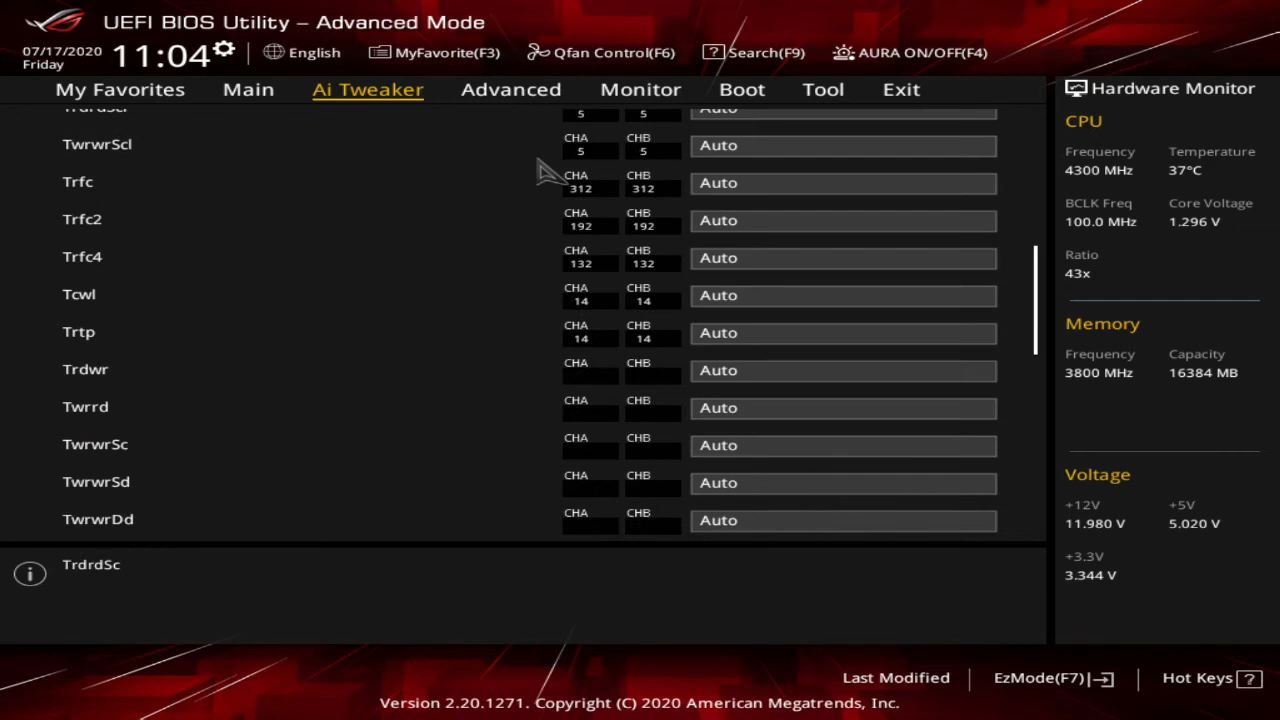 UEFI BIOS Utility – Advanced Mode
07/17/2020
Friday
11:04
English
MyFavorite(F3)
Qfan Control(F6)
? Search(F9)
AURA ON/OFF(F4)
My Favorites Main Ai Tweaker Advanced Monitor Boot Tool Exit
TrdrdScl 5 5 Auto
TwrwrScl CHA 5 CHB 5 Auto
Trfc CHA 312 CHB 312 Auto
Trfc2 CHA 192 CHB 192 Auto
Trfc4 CHA 132 CHB 132 Auto
Tcwl CHA 14 CHB 14 Auto
Trtp CHA 14 CHB 14 Auto
Trdwr CHA CHB Auto
Twrrd CHA CHB Auto
TwrwrSc CHA CHB Auto
TwrwrSd CHA CHB Auto
TwrwrDd CHA CHB Auto
i TrdrdSc
Hardware Monitor
CPU
Frequency Temperature
4300 MHz 37°C
BCLK Freq Core Voltage
100.0 MHz 1.296 V
Ratio
43x
Memory
Frequency Capacity
3800 MHz 16384 MB
Voltage
+12V +5V
11.980 V 5.020 V
+3.3V
3.344 V
Last Modified
EzMode(F7)
Hot Keys ?
Version 2.20.1271. Copyright (C) 2020 American Megatrends, Inc.